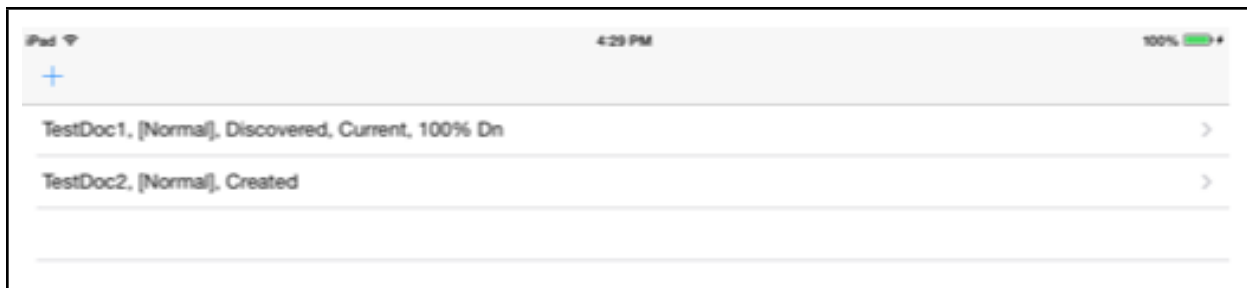 iPad 4:29 PM 100%
+
TestDoc1, [Normal], Discovered, Current, 100% Dn
TestDoc2, [Normal], Created